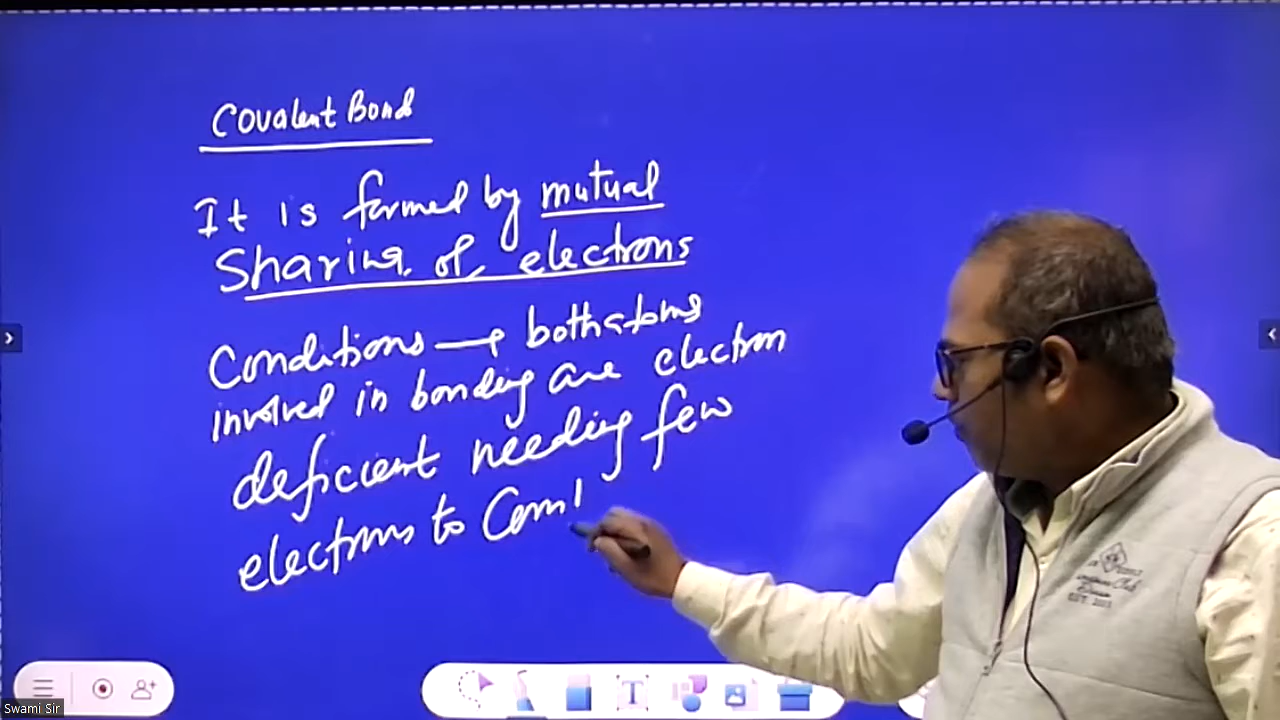 Covalent Bond
It is formed by mutual
Sharing of electrons
Conditions → both atoms
involved in bonding are electron
deficient needing few
electrons to Com
Swami Sir